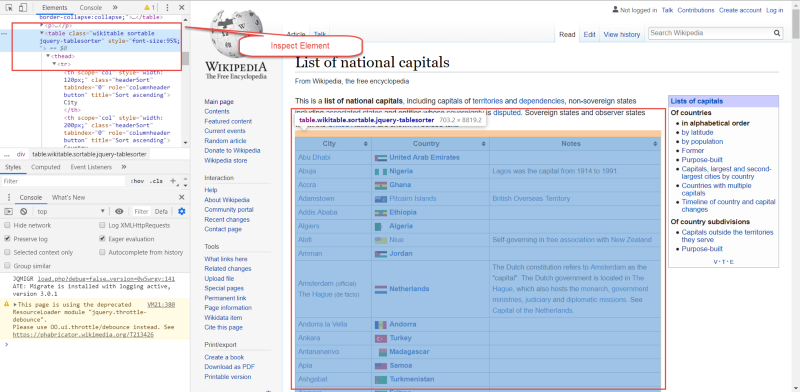 Elements
Console
1
border-collapse:collapse;">…</table>
<p>…</p>
<table class="wikitable sortable
jquery-tablesorter" style="font-size:95%;
"> == $0
<thead>
<tr>
<th scope="col" style="width:
120px;" class="headerSort"
tabindex="0" role="columnheader
button" title="Sort ascending">
City
</th>
<th scope="col" style="width:
200px;" class="headerSort"
tabindex="0" role="columnheader
button" title="Sort ascending">
Country
... div table.wikitable.sortable.jquery-tablesorter
Styles Computed Event Listeners »
Filter :hov .cls +
Console What's New
top Filter Defa
Hide network Log XMLHttpRequests
Preserve log Eager evaluation
Selected context only Autocomplete from history
Group similar
JQMIGR load.php?debug=false…version=0w5wrgv:141
ATE: Migrate is installed with logging active,
version 3.0.1
This page is using the deprecated VM21:380
ResourceLoader module "jquery.throttle-
debounce".
Please use OO.ui.throttle/debounce instead. See
https://phabricator.wikimedia.org/T213426
Inspect Element
WIKIPEDIA
The Free Encyclopedia
Main page
Contents
Featured content
Current events
Random article
Donate to Wikipedia
Wikipedia store
Interaction
Help
About Wikipedia
Community portal
Recent changes
Contact page
Tools
What links here
Related changes
Upload file
Special pages
Permanent link
Page information
Wikidata item
Cite this page
Print/export
Create a book
Download as PDF
Printable version
Not logged in Talk Contributions Create account Log in
Article Talk Read Edit View history Search Wikipedia
List of national capitals
From Wikipedia, the free encyclopedia
This is a list of national capitals, including capitals of territories and dependencies, non-sovereign states
including associated states and entities whose sovereignty is disputed. Sovereign states and observer states
table.wikitable.sortable.jquery-tablesorter 703.2 × 8819.2
City Country Notes
Abu Dhabi United Arab Emirates
Abuja Nigeria Lagos was the capital from 1914 to 1991
Accra Ghana
Adamstown Pitcairn Islands British Overseas Territory
Addis Ababa Ethiopia
Algiers Algeria
Alofi Niue Self-governing in free association with New Zealand
Amman Jordan
Amsterdam (official)
The Hague (de facto)
Netherlands
The Dutch constitution refers to Amsterdam as the
"capital". The Dutch government is located in The
Hague, which also hosts the monarch, government
ministries, judiciary and diplomatic missions. See
Capital of the Netherlands.
Andorra la Vella Andorra
Ankara Turkey
Antananarivo Madagascar
Apia Samoa
Ashgabat Turkmenistan
Lists of capitals
Of countries
in alphabetical order
by latitude
by population
Former
Purpose-built
Capitals, largest and second-
largest cities by country
Countries with multiple
capitals
Timeline of country and capital
changes
Of country subdivisions
Capitals outside the territories
they serve
Purpose-built
V · T · E